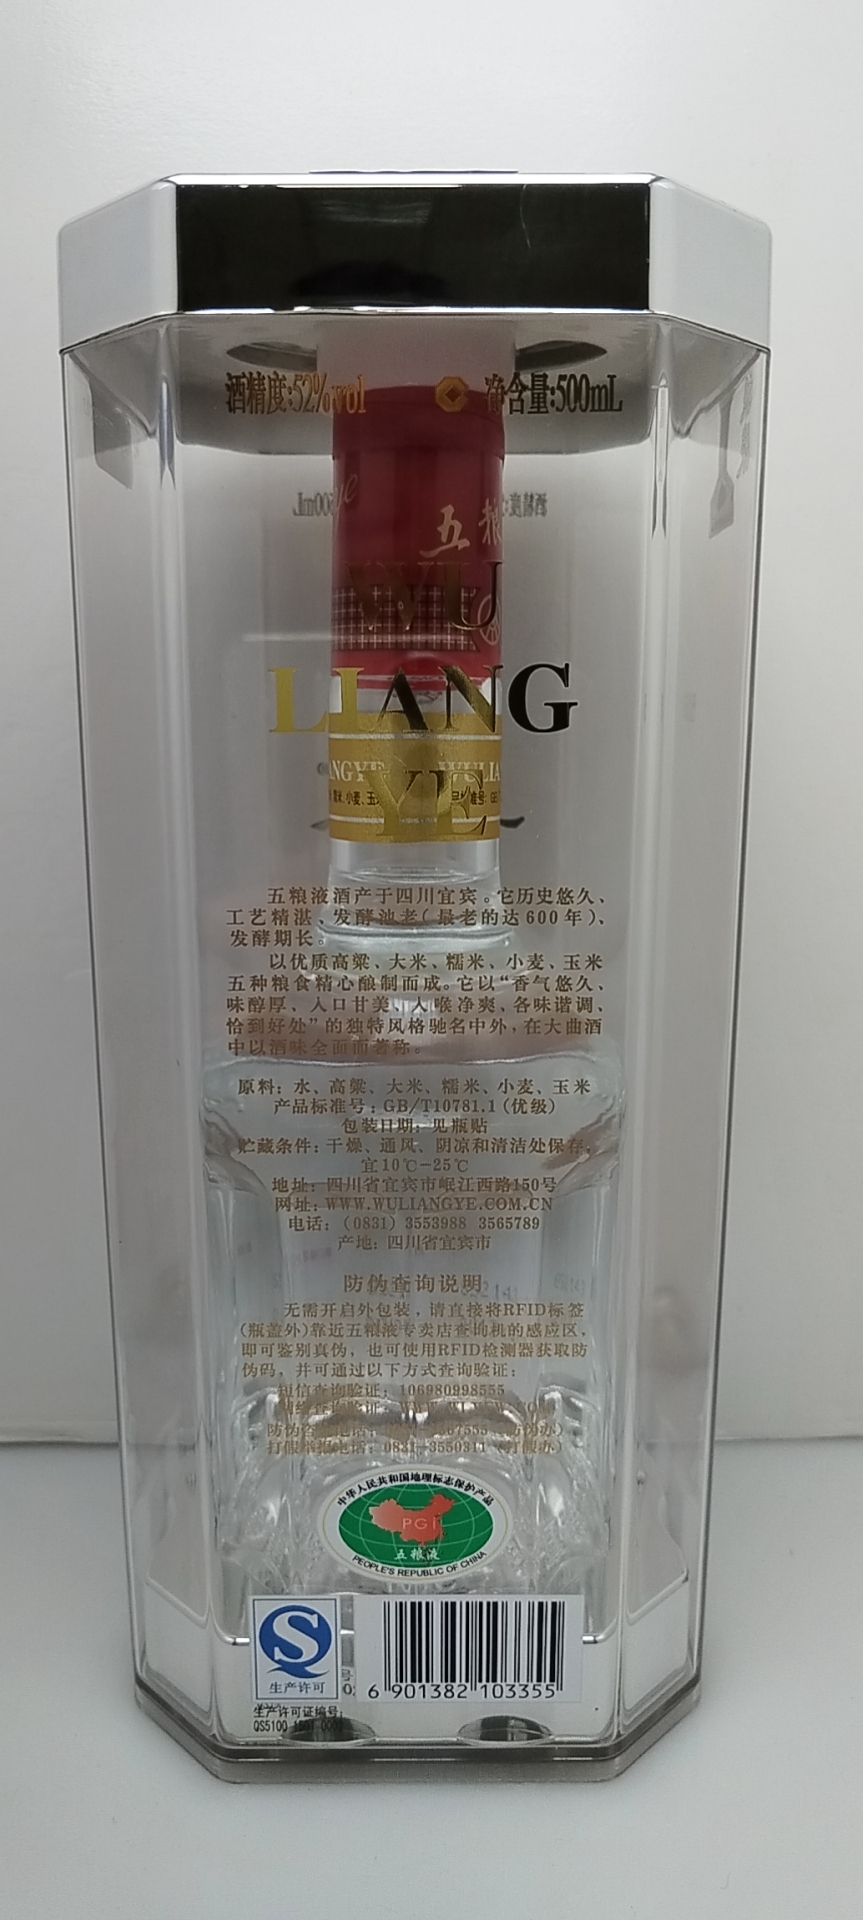 酒精度:52%vol 净含量:500mL
五粮
WU
LIANG
YE
五粮液酒产于四川宜宾。它历史悠久、
工艺精湛、发酵池老(最老的达600年)、
发酵期长。
以优质高粱、大米、糯米、小麦、玉米
五种粮食精心酿制而成。它以“香气悠久、
味醇厚、入口甘美、入喉净爽、各味谐调、
恰到好处”的独特风格驰名中外,在大曲酒
中以酒味全面而著称。
原料: 水、高粱、大米、糯米、小麦、玉米
产品标准号: GB/T10781.1 (优级)
包装日期: 见瓶贴
贮藏条件: 干燥、通风、阴凉和清洁处保存,
宜10℃-25℃
地址: 四川省宜宾市岷江西路150号
网址: WWW.WULIANGYE.COM.CN
电话: (0831) 3553988 3565789
产地: 四川省宜宾市
防伪查询说明
无需开启外包装, 请直接将RFID标签
(瓶盖外)靠近五粮液专卖店查询机的感应区,
即可鉴别真伪, 也可使用RFID检测器获取防
伪码, 并可通过以下方式查询验证:
短信查询验证: 106980998555
打假举报电话: 0831-3550311 (打假办)
中华人民共和国地理标志保护产品
PGI
五粮液
PEOPLE'S REPUBLIC OF CHINA
生产许可
6 901382 103355
生产许可证编号:
QS5100 1501